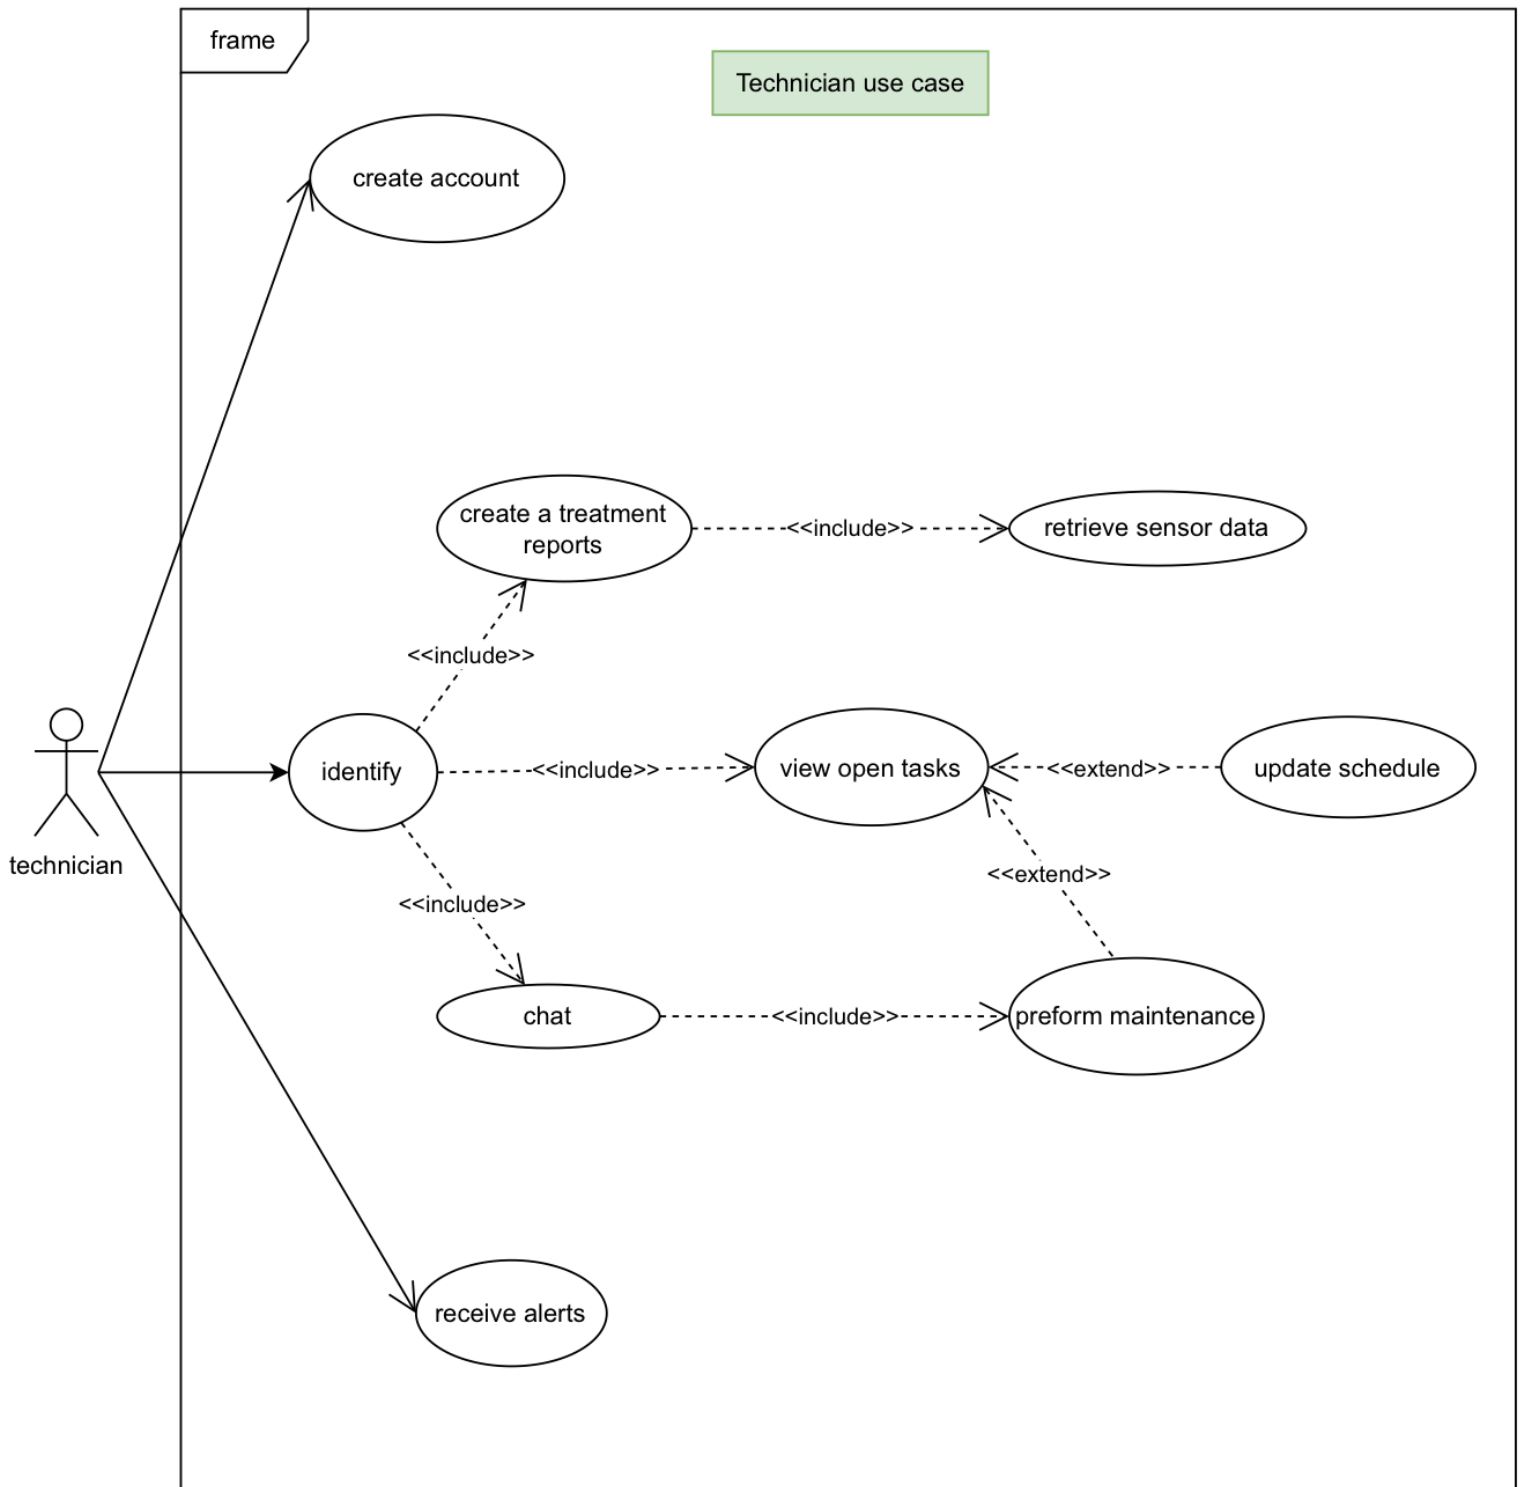 frame
Technician use case
create account
create a treatment
reports
<<include>>
retrieve sensor data
<<include>>
identify
<<include>>
view open tasks
<<extend>>
update schedule
technician
<<extend>>
<<include>>
chat
<<include>>
preform maintenance
receive alerts